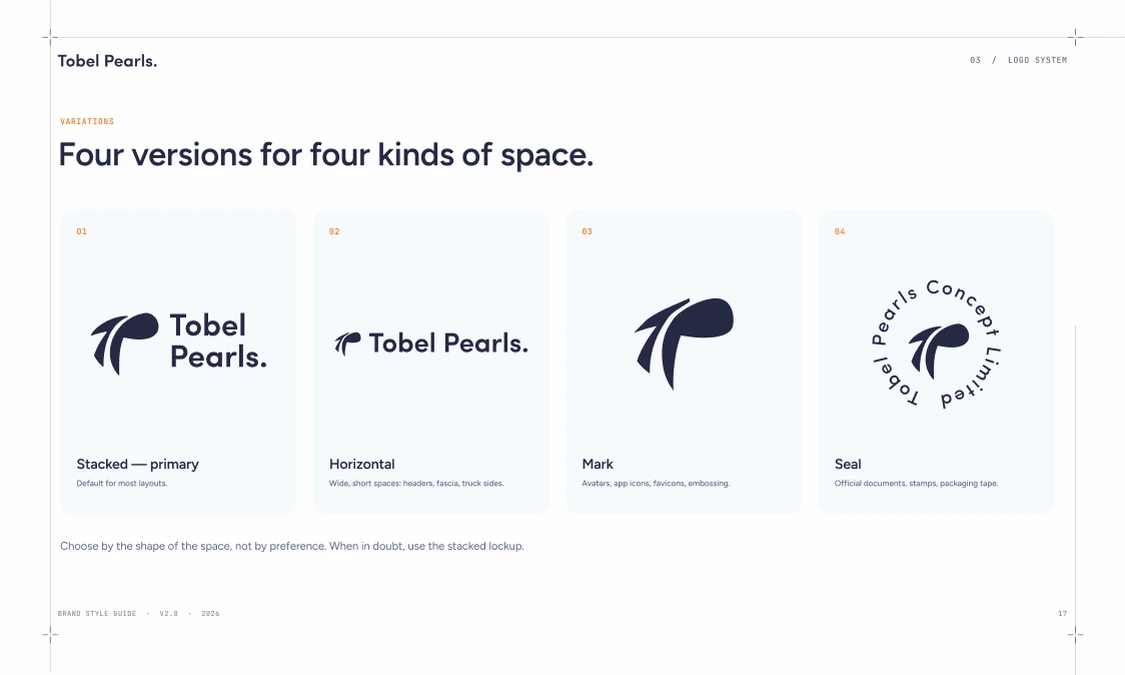 Tobel Pearls.
03 / LOGO SYSTEM
VARIATIONS
Four versions for four kinds of space.
01
Tobel
Pearls.
Stacked — primary
Default for most layouts.
02
Tobel Pearls.
Horizontal
Wide, short spaces: headers, fascia, truck sides.
03
Mark
Avatars, app icons, favicons, embossing.
04
Tobel Pearls Concept Limited
Seal
Official documents, stamps, packaging tape.
Choose by the shape of the space, not by preference. When in doubt, use the stacked lockup.
BRAND STYLE GUIDE · V2.0 · 2026
17